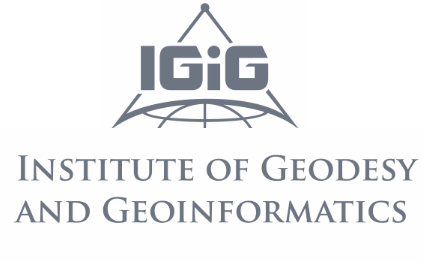 IGiG
INSTITUTE OF GEODESY
AND GEOINFORMATICS